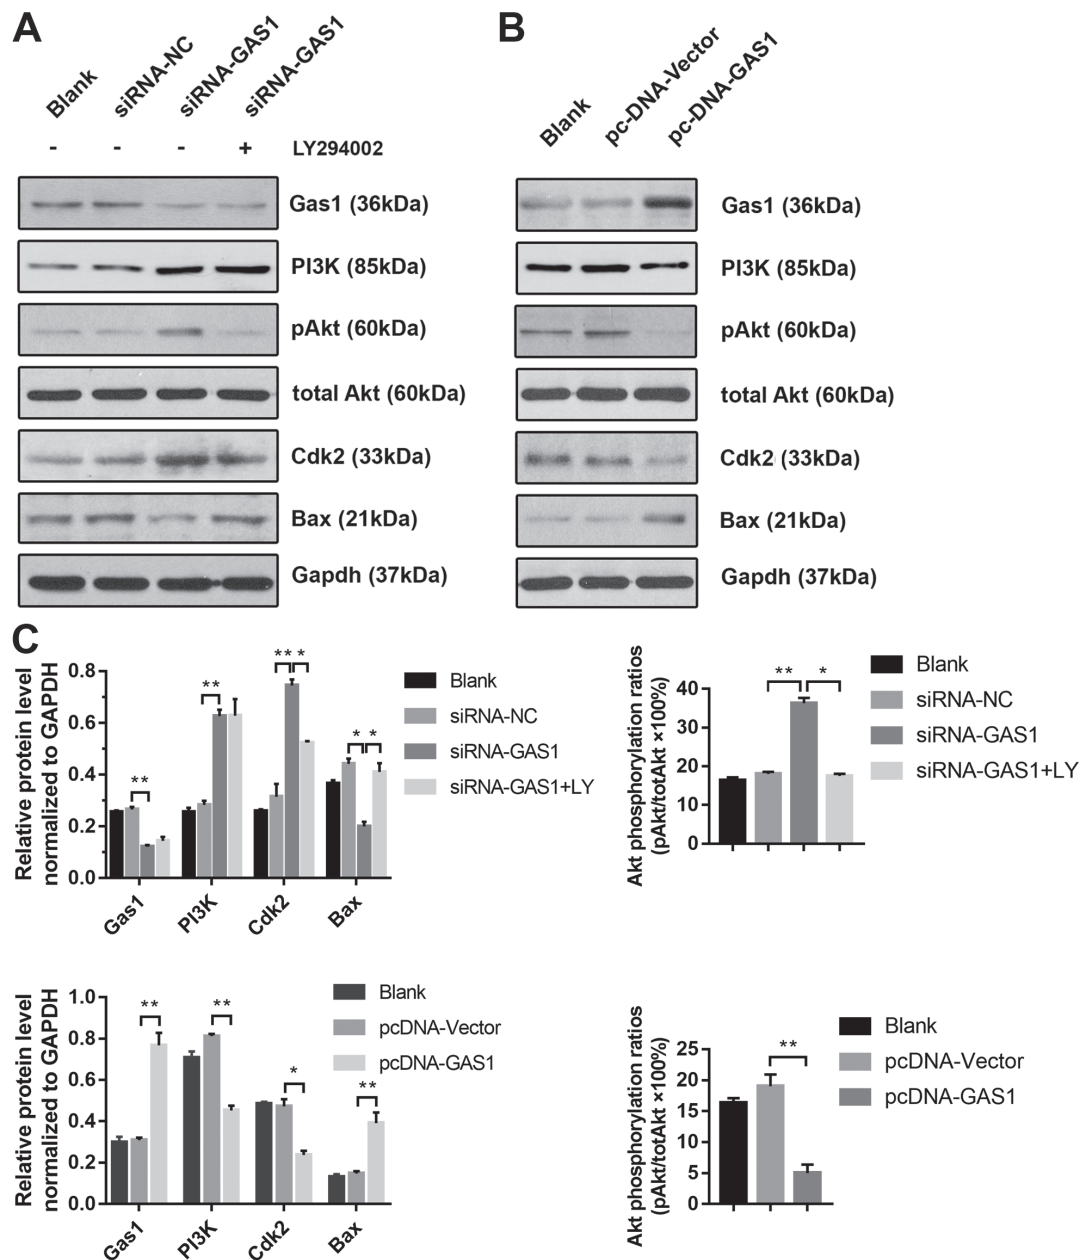 A
Blank
siRNA-NC
siRNA-GAS1
siRNA-GAS1
- - - + LY294002
Gas1 (36kDa)
PI3K (85kDa)
pAkt (60kDa)
total Akt (60kDa)
Cdk2 (33kDa)
Bax (21kDa)
Gapdh (37kDa)
B
Blank
pc-DNA-Vector
pc-DNA-GAS1
Gas1 (36kDa)
PI3K (85kDa)
pAkt (60kDa)
total Akt (60kDa)
Cdk2 (33kDa)
Bax (21kDa)
Gapdh (37kDa)
C
Relative protein level
normalized to GAPDH
0.8
0.6
0.4
0.2
0.0
**
**
** *
* *
Gas1
PI3K
Cdk2
Bax
Blank
siRNA-NC
siRNA-GAS1
siRNA-GAS1+LY
Akt phosphorylation ratios
(pAkt/totAkt ×100%)
40
30
20
10
0
** *
Blank
siRNA-NC
siRNA-GAS1
siRNA-GAS1+LY
Relative protein level
normalized to GAPDH
1.0
0.8
0.6
0.4
0.2
0.0
**
**
*
**
Gas1
PI3K
Cdk2
Bax
Blank
pcDNA-Vector
pcDNA-GAS1
Akt phosphorylation ratios
(pAkt/totAkt ×100%)
25
20
15
10
5
0
**
Blank
pcDNA-Vector
pcDNA-GAS1